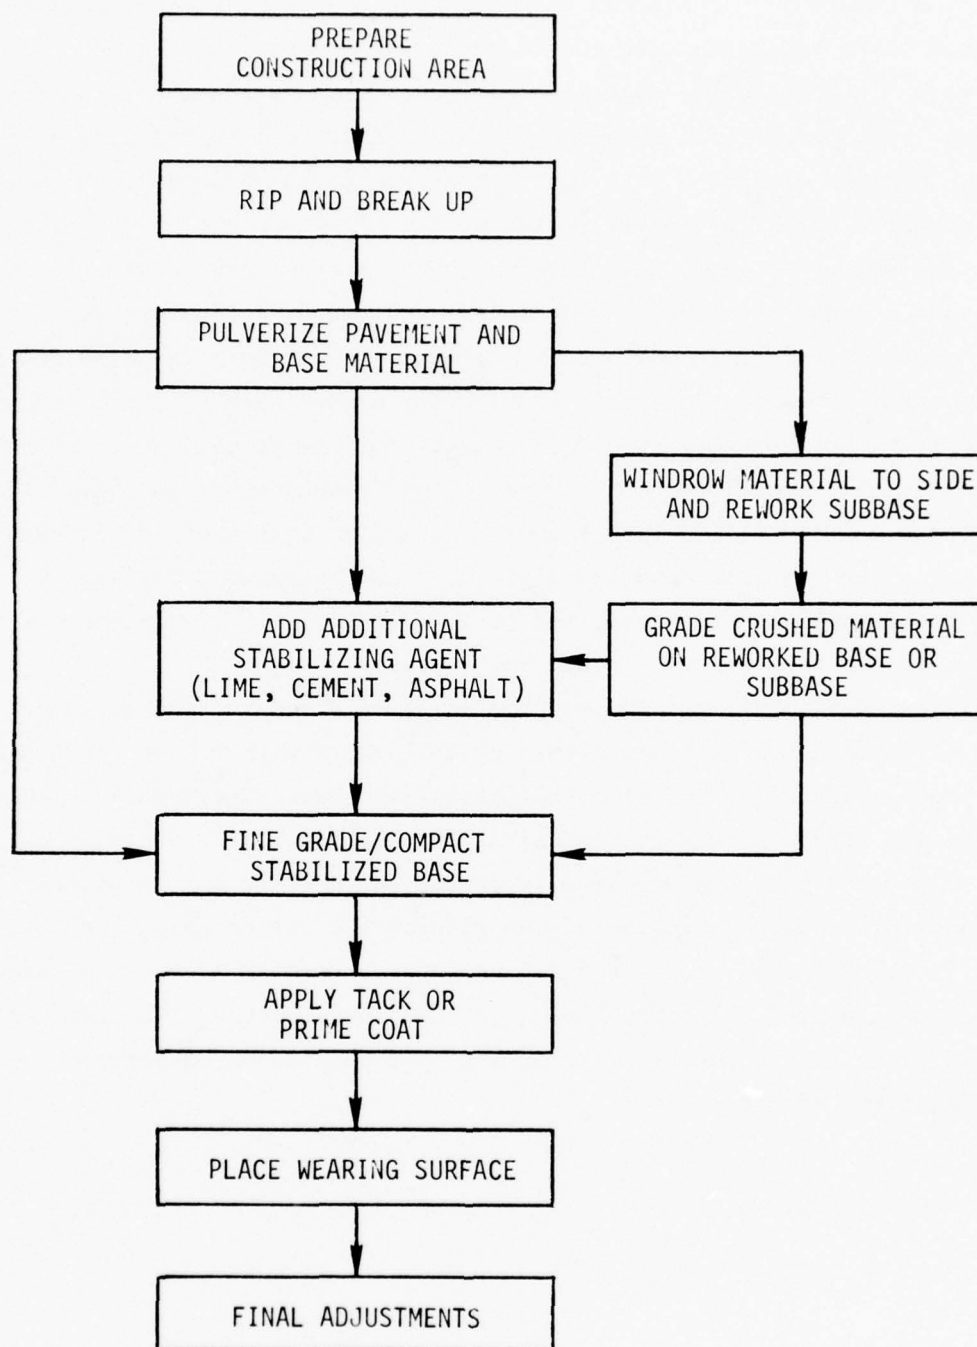 PREPARE
CONSTRUCTION AREA
RIP AND BREAK UP
PULVERIZE PAVEMENT AND
BASE MATERIAL
WINDROW MATERIAL TO SIDE
AND REWORK SUBBASE
ADD ADDITIONAL
STABILIZING AGENT
(LIME, CEMENT, ASPHALT)
GRADE CRUSHED MATERIAL
ON REWORKED BASE OR
SUBBASE
FINE GRADE/COMPACT
STABILIZED BASE
APPLY TACK OR
PRIME COAT
PLACE WEARING SURFACE
FINAL ADJUSTMENTS